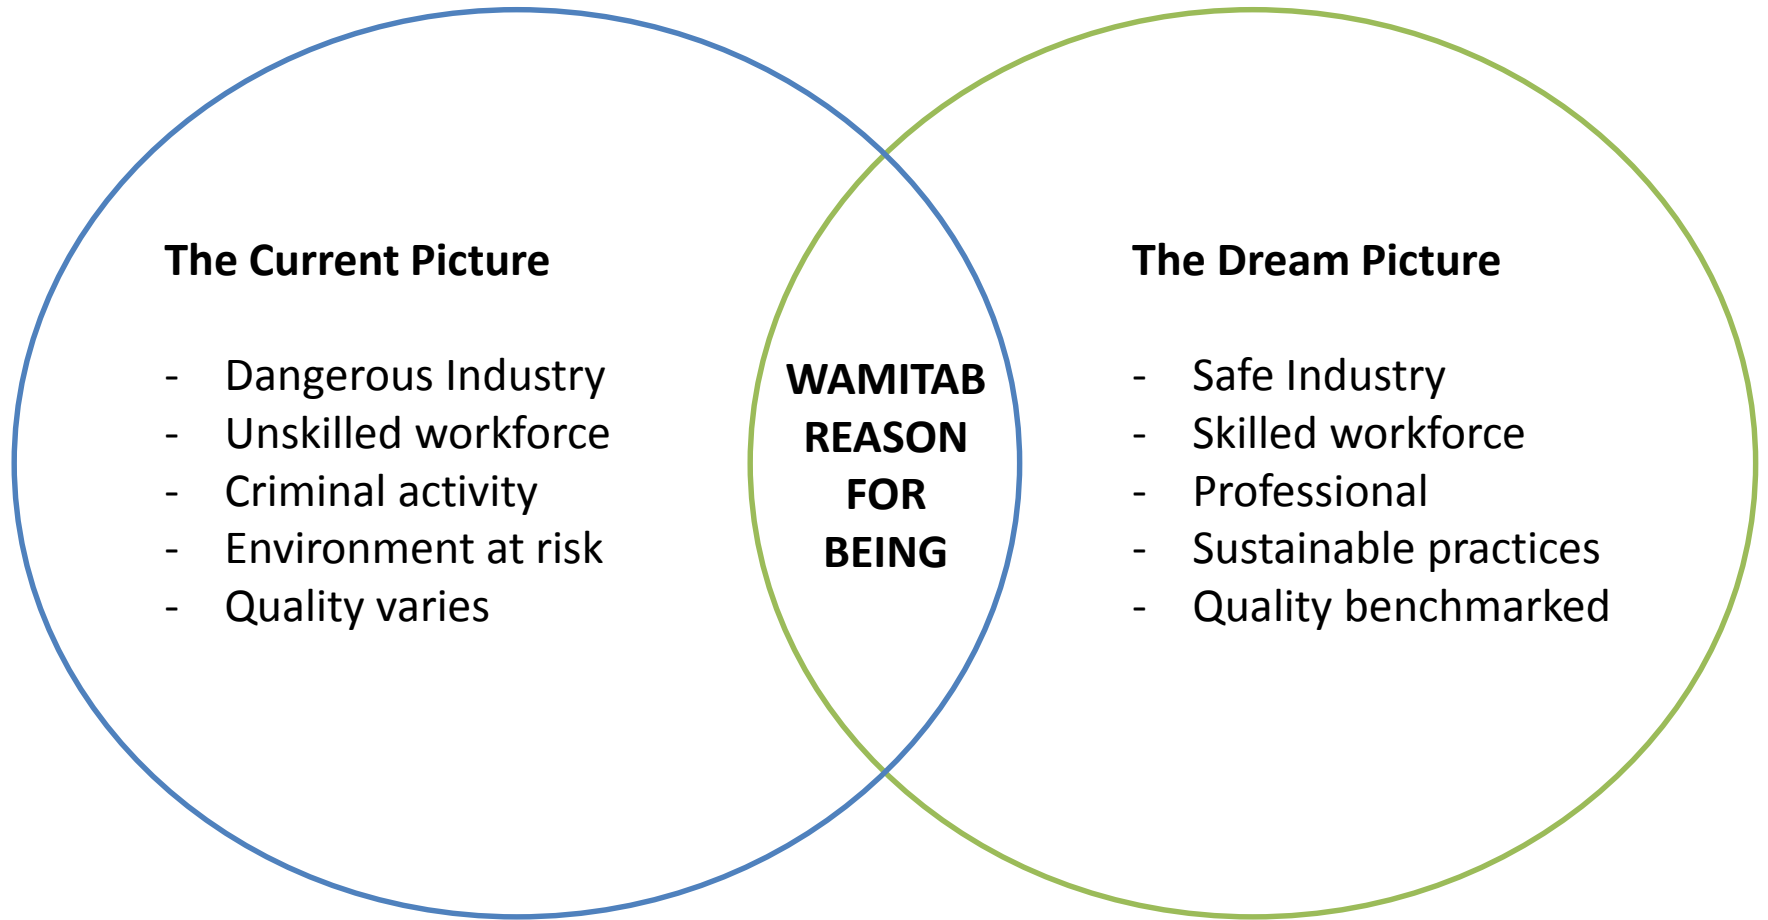 The Current Picture
- Dangerous Industry
- Unskilled workforce
- Criminal activity
- Environment at risk
- Quality varies
WAMITAB
REASON
FOR
BEING
The Dream Picture
- Safe Industry
- Skilled workforce
- Professional
- Sustainable practices
- Quality benchmarked